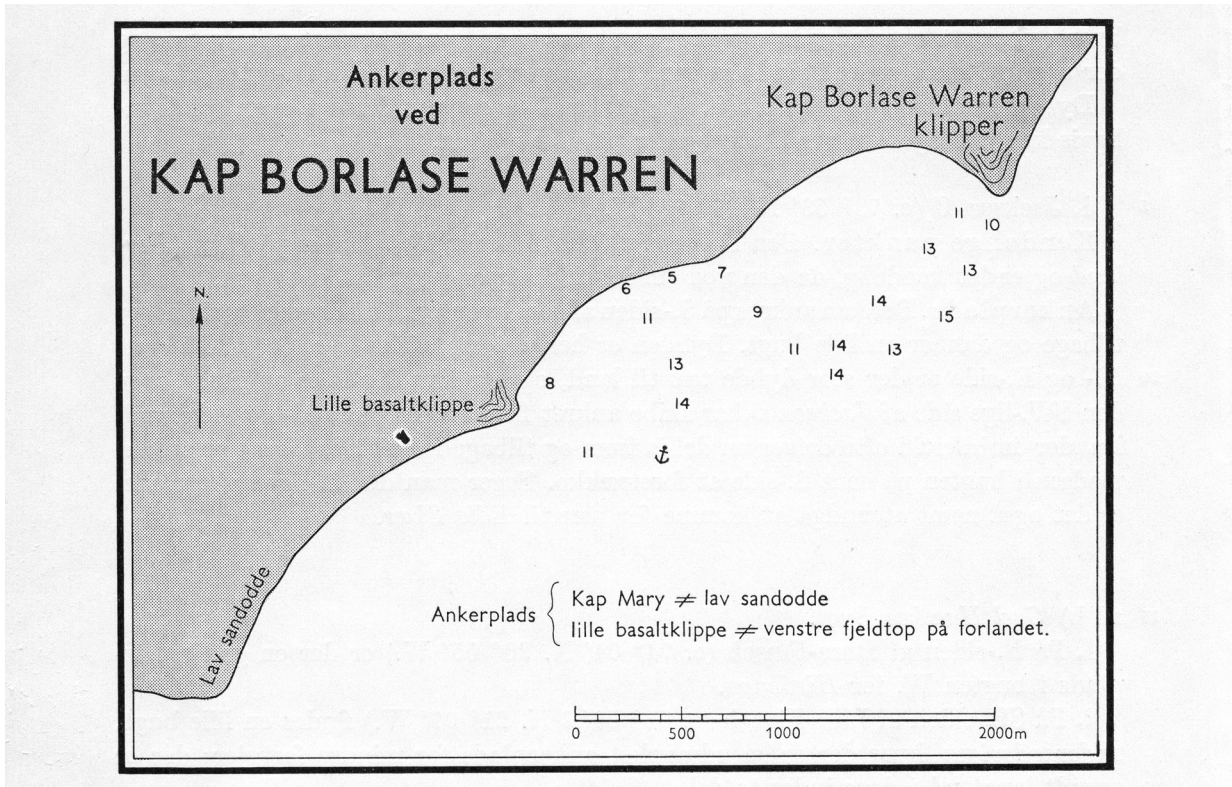 Ankerplads
ved
KAP BORLASE WARREN
Kap Borlase Warren
klipper
11
10
13
13
N.
5
7
6
14
9
15
11
11
14
13
13
14
8
Lille basaltklippe
14
11
Lav sandodde
Ankerplads { Kap Mary ≠ lav sandodde
lille basaltklippe ≠ venstre fjeldtop på forlandet.
0 500 1000 2000m